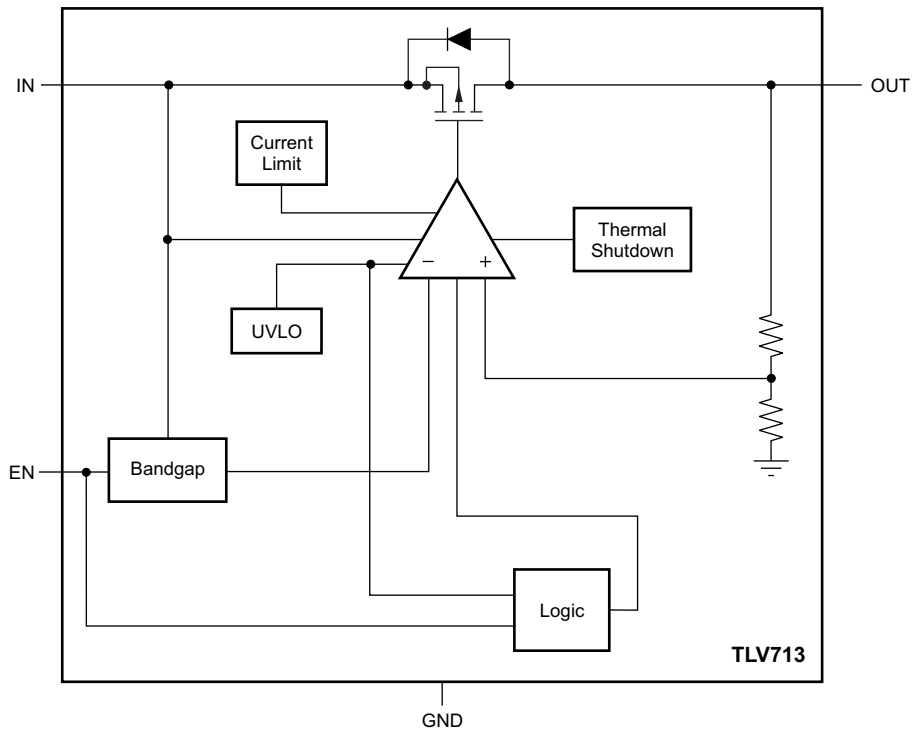 IN
OUT
Current
Limit
Thermal
Shutdown
−
+
UVLO
EN
Bandgap
Logic
TLV713
GND